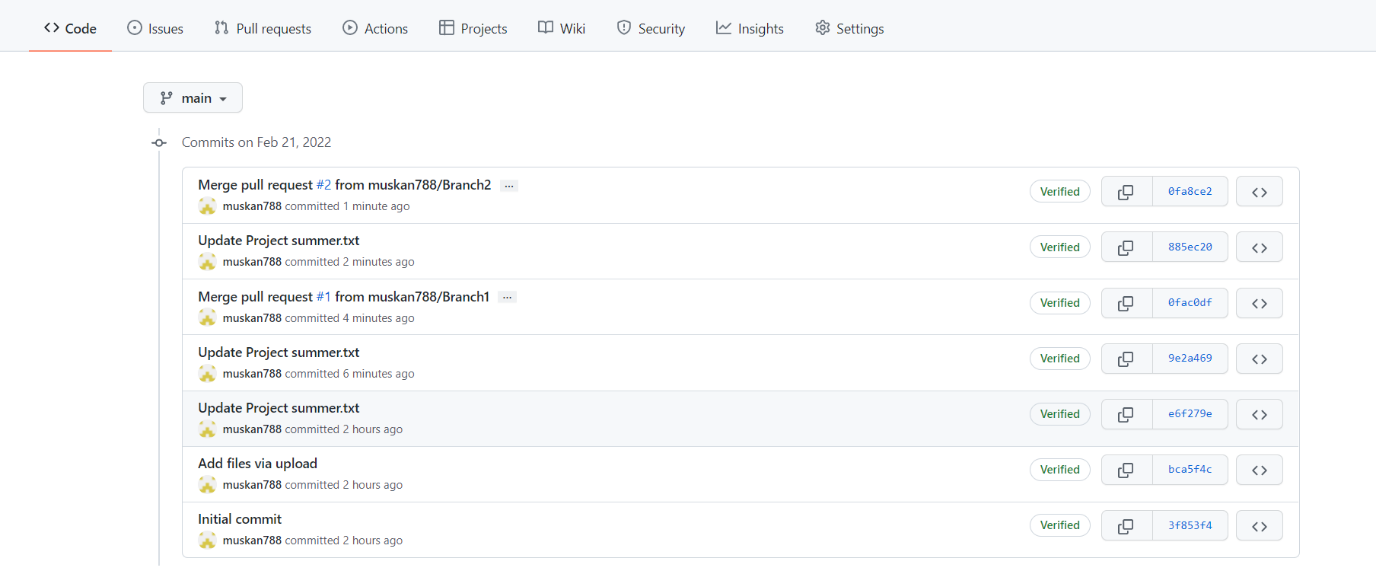 Code Issues Pull requests Actions Projects Wiki Security Insights Settings
main
Commits on Feb 21, 2022
Merge pull request #2 from muskan788/Branch2 ...
Verified 0fa8ce2
muskan788 committed 1 minute ago
Update Project summer.txt
Verified 885ec20
muskan788 committed 2 minutes ago
Merge pull request #1 from muskan788/Branch1 ...
Verified 0fac0df
muskan788 committed 4 minutes ago
Update Project summer.txt
Verified 9e2a469
muskan788 committed 6 minutes ago
Update Project summer.txt
Verified e6f279e
muskan788 committed 2 hours ago
Add files via upload
Verified bca5f4c
muskan788 committed 2 hours ago
Initial commit
Verified 3f853f4
muskan788 committed 2 hours ago